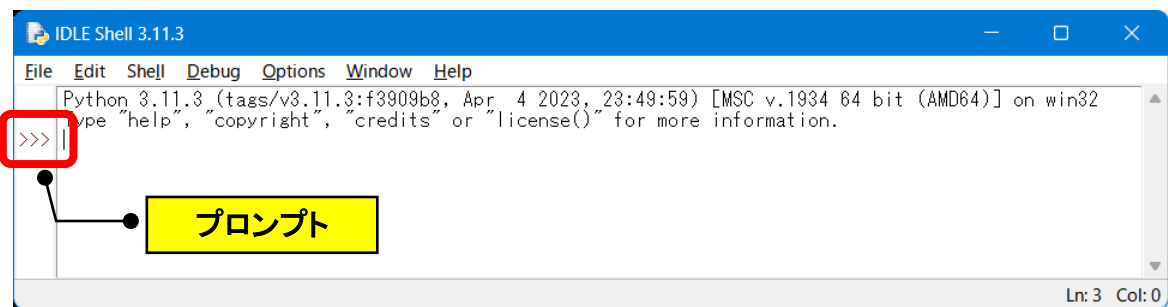 IDLE Shell 3.11.3
File Edit Shell Debug Options Window Help
Python 3.11.3 (tags/v3.11.3:f3909b8, Apr  4 2023, 23:49:59) [MSC v.1934 64 bit (AMD64)] on win32
Type "help", "copyright", "credits" or "license()" for more information.
>>>
プロンプト
Ln: 3 Col: 0